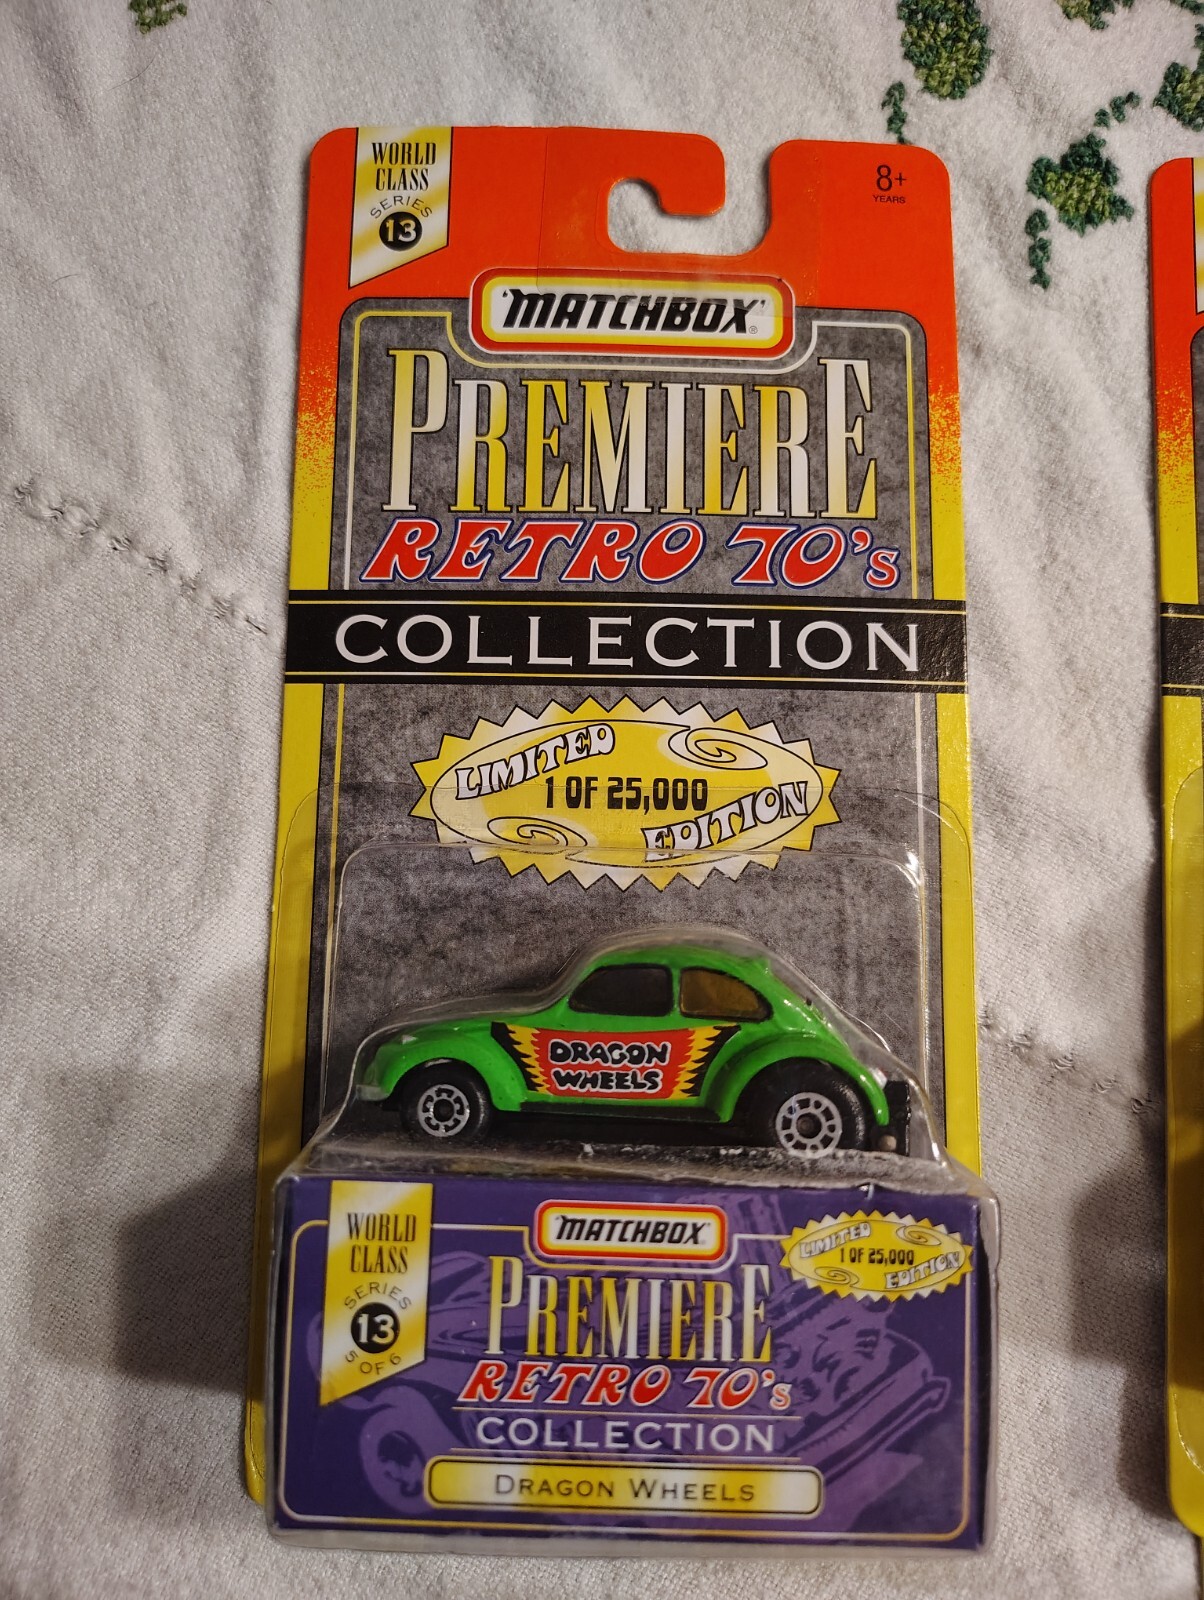 WORLD
CLASS
SERIES
13
8+
YEARS
'MATCHBOX'®
PREMIERE
RETRO 70's
COLLECTION
LIMITED
1 OF 25,000
EDITION
DRAGON
WHEELS
WORLD
CLASS
SERIES
13
5 OF 6
'MATCHBOX'
LIMITED
1 OF 25,000
EDITION
PREMIERE
RETRO 70's
COLLECTION
DRAGON WHEELS